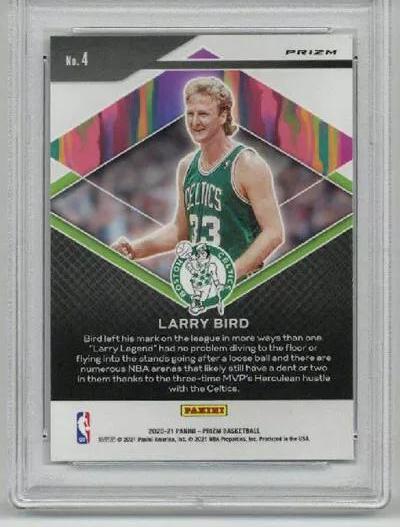 No. 4
PRIZM
CELTICS
33
BOSTON CELTICS
LARRY BIRD
Bird left his mark on the league in more ways than one.
"Larry Legend" had no problem diving to the floor or
flying into the stands going after a loose ball and there are
numerous NBA arenas that likely still have a dent or two
in them thanks to the three-time MVP's Herculean hustle
with the Celtics.
PANINI
2020-21 PANINI – PRIZM BASKETBALL
© 2021 Panini America, Inc. © 2021 NBA Properties, Inc. Produced in the USA.